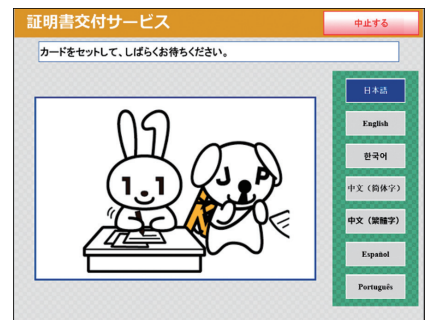 証明書交付サービス
中止する
カードをセットして、しばらくお待ちください。
日本語
English
한국어
中文（简体字）
中文（繁體字）
Español
Português
1.1
J P